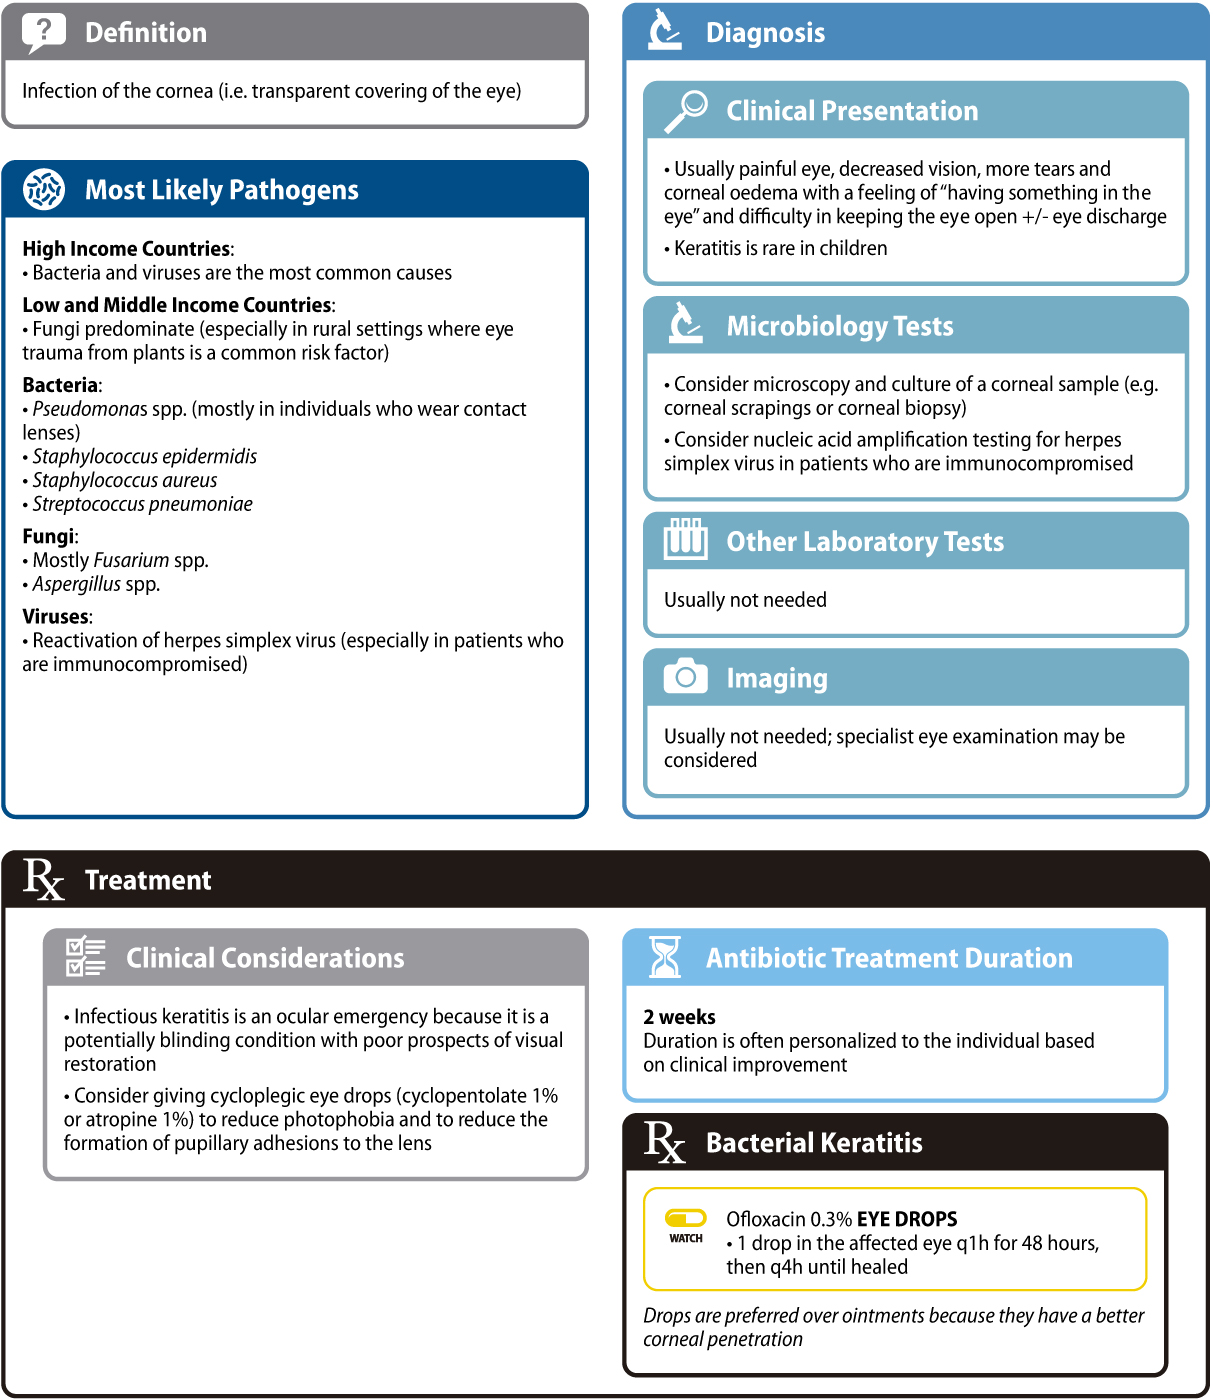 ?
Definition
Infection of the cornea (i.e. transparent covering of the eye)
Most Likely Pathogens
High Income Countries:
• Bacteria and viruses are the most common causes
Low and Middle Income Countries:
• Fungi predominate (especially in rural settings where eye
trauma from plants is a common risk factor)
Bacteria:
• Pseudomonas spp. (mostly in individuals who wear contact
lenses)
• Staphylococcus epidermidis
• Staphylococcus aureus
• Streptococcus pneumoniae
Fungi:
• Mostly Fusarium spp.
• Aspergillus spp.
Viruses:
• Reactivation of herpes simplex virus (especially in patients who
are immunocompromised)
Diagnosis
Clinical Presentation
• Usually painful eye, decreased vision, more tears and
corneal oedema with a feeling of “having something in the
eye” and difficulty in keeping the eye open +/- eye discharge
• Keratitis is rare in children
Microbiology Tests
• Consider microscopy and culture of a corneal sample (e.g.
corneal scrapings or corneal biopsy)
• Consider nucleic acid amplification testing for herpes
simplex virus in patients who are immunocompromised
Other Laboratory Tests
Usually not needed
Imaging
Usually not needed; specialist eye examination may be
considered
Rx Treatment
Clinical Considerations
• Infectious keratitis is an ocular emergency because it is a
potentially blinding condition with poor prospects of visual
restoration
• Consider giving cycloplegic eye drops (cyclopentolate 1%
or atropine 1%) to reduce photophobia and to reduce the
formation of pupillary adhesions to the lens
Antibiotic Treatment Duration
2 weeks
Duration is often personalized to the individual based
on clinical improvement
Rx Bacterial Keratitis
WATCH
Ofloxacin 0.3% EYE DROPS
• 1 drop in the affected eye q1h for 48 hours,
then q4h until healed
Drops are preferred over ointments because they have a better
corneal penetration